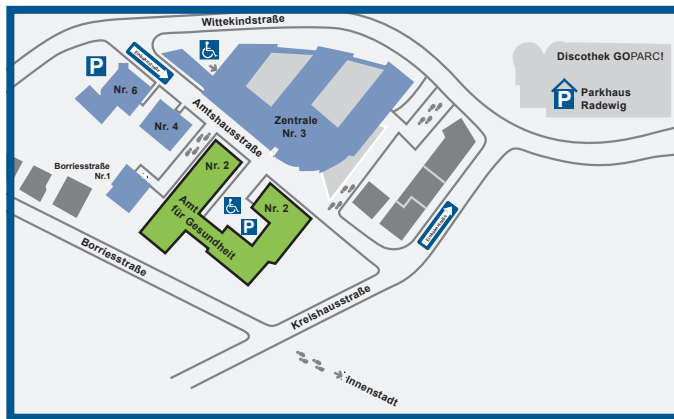 Wittekindstraße
Einbahnstraße
P
Nr. 6
Nr. 4
Amtshausstraße
Zentrale
Nr. 3
Discothek GOPARC!
P
Parkhaus
Radewig
Borriesstraße
Nr.1
Nr. 2
Nr. 2
P
Amt
für Gesundheit
Borriesstraße
Kreishausstraße
Innenstadt